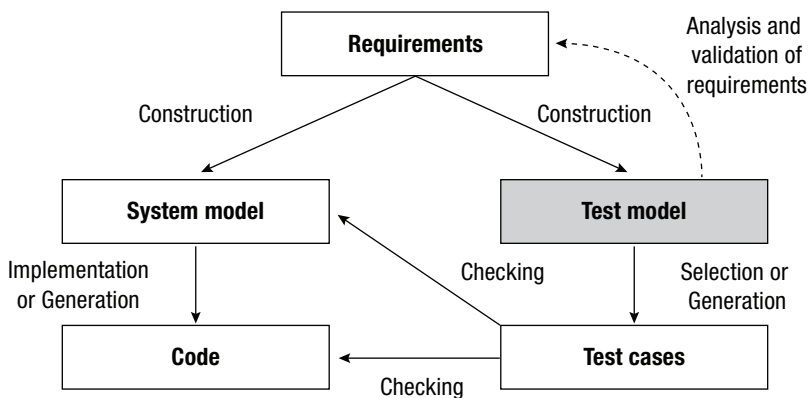 Requirements
Analysis and
validation of
requirements
Construction
Construction
System model
Test model
Implementation
or Generation
Checking
Selection or
Generation
Code
Test cases
Checking